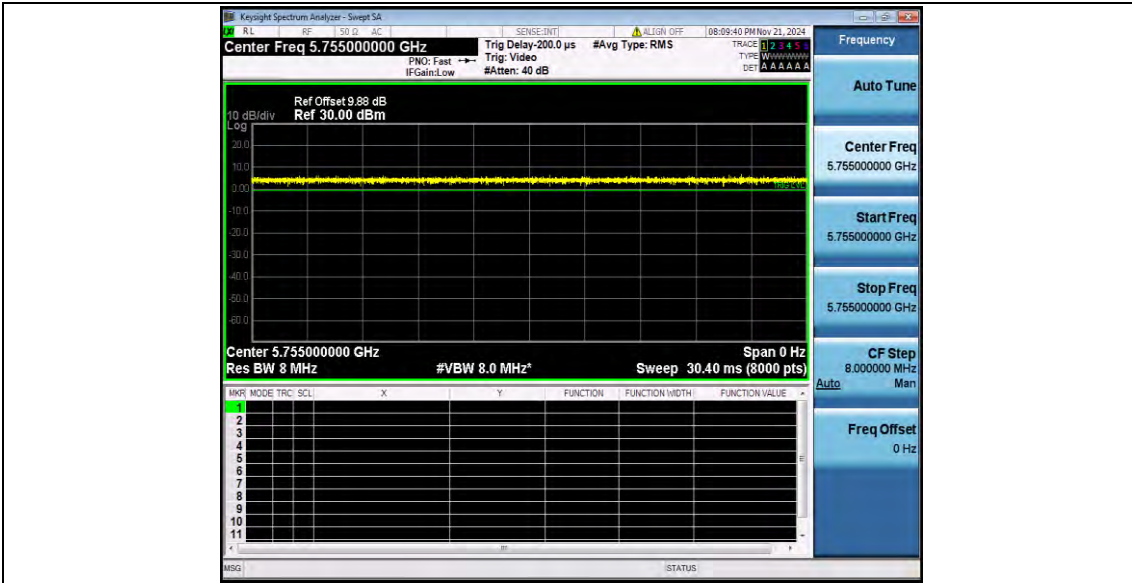 Keysight Spectrum Analyzer - Swept SA
RL RF 50 Ω AC SENSE:INT ALIGN OFF 08:09:40 PM Nov 21, 2024
Center Freq 5.755000000 GHz
PNO: Fast
IFGain:Low
Trig Delay-200.0 µs
Trig: Video
#Atten: 40 dB
#Avg Type: RMS
TRACE 1 2 3 4 5 6
TYPE WWWWWW
DET A A A A A A
Ref Offset 9.88 dB
10 dB/div Ref 30.00 dBm
Log
20.0
10.0
0.00
TRIG LVL
-10.0
-20.0
-30.0
-40.0
-50.0
-60.0
Center 5.755000000 GHz Span 0 Hz
Res BW 8 MHz #VBW 8.0 MHz* Sweep 30.40 ms (8000 pts)
MKR MODE TRC SCL X Y FUNCTION FUNCTION WIDTH FUNCTION VALUE
1
2
3
4
5
6
7
8
9
10
11
MSG STATUS
Frequency
Auto Tune
Center Freq
5.755000000 GHz
Start Freq
5.755000000 GHz
Stop Freq
5.755000000 GHz
CF Step
8.000000 MHz
Auto Man
Freq Offset
0 Hz